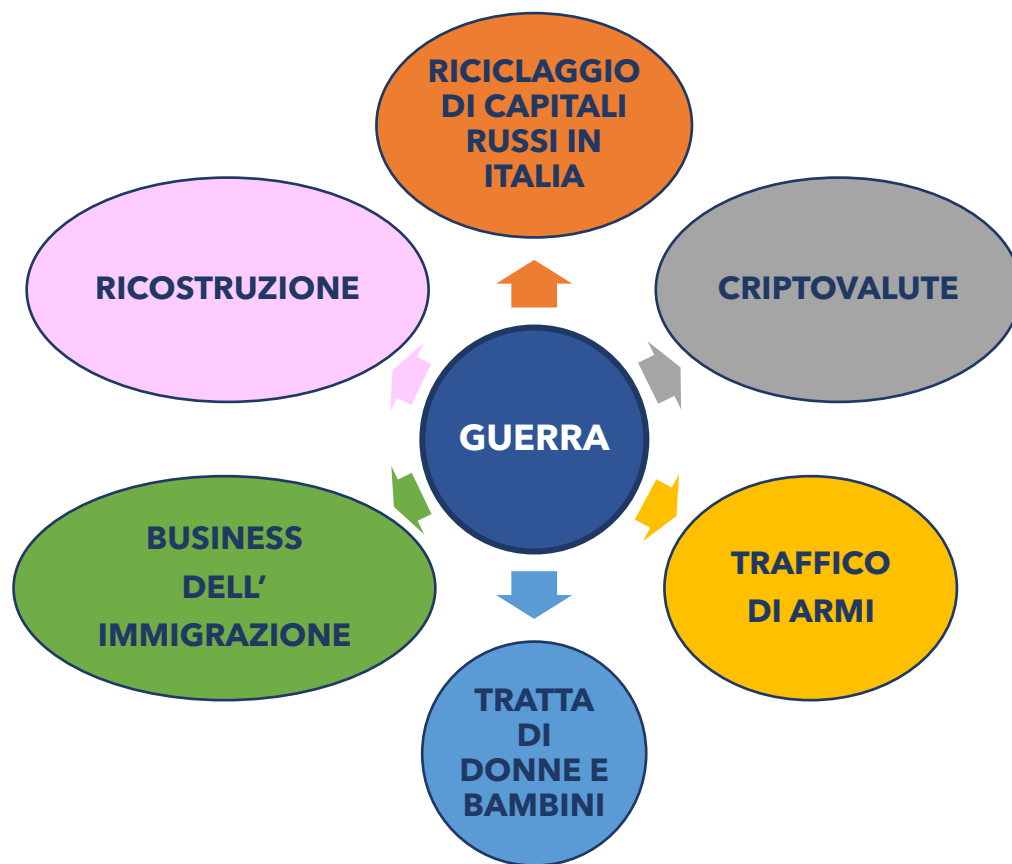 RICICLAGGIO
DI CAPITALI
RUSSI IN
ITALIA
RICOSTRUZIONE
CRIPTOVALUTE
GUERRA
BUSINESS
DELL’
IMMIGRAZIONE
TRAFFICO
DI ARMI
TRATTA
DI
DONNE E
BAMBINI